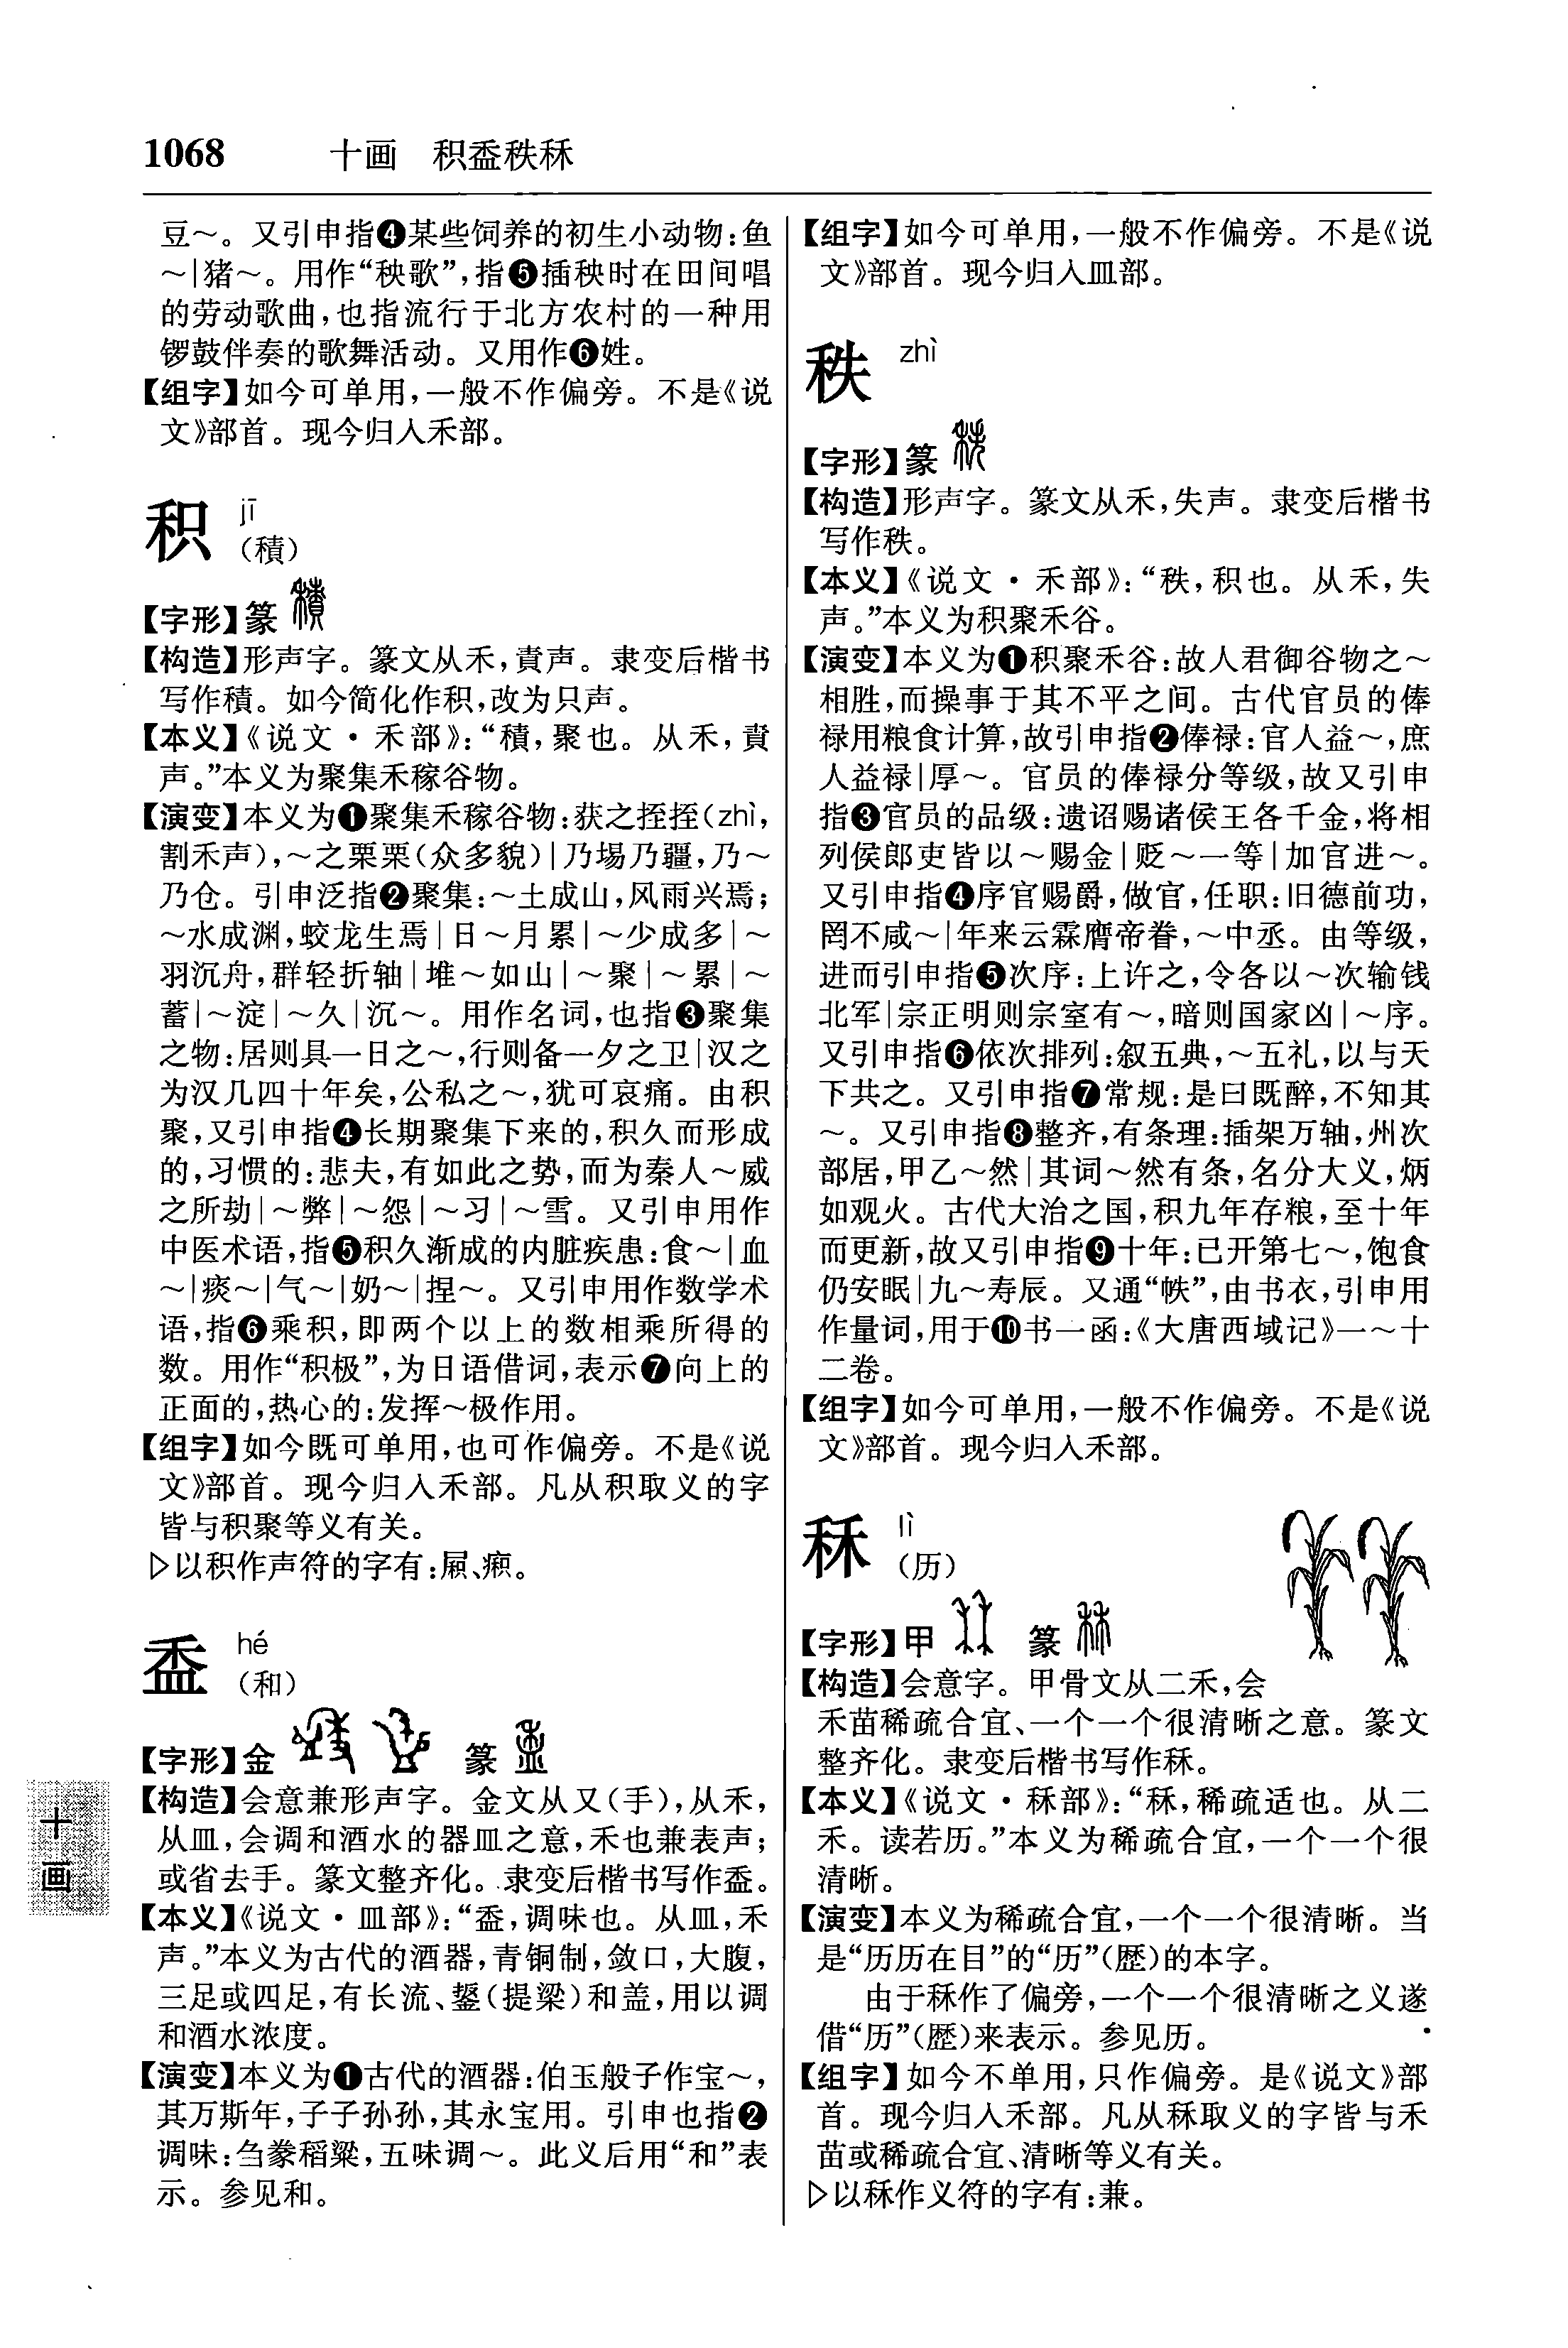 1068 十画 积盉秩秝
豆～。又引申指❹某些饲养的初生小动物:鱼
～|猪～。用作“秧歌”,指❺插秧时在田间唱
的劳动歌曲,也指流行于北方农村的一种用
锣鼓伴奏的歌舞活动。又用作❻姓。
【组字】如今可单用,一般不作偏旁。不是《说
文》部首。现今归入禾部。
积 jī
(積)
【字形】篆
【构造】形声字。篆文从禾,責声。隶变后楷书
写作積。如今简化作积,改为只声。
【本义】《说文·禾部》:“積,聚也。从禾,責
声。”本义为聚集禾稼谷物。
【演变】本义为❶聚集禾稼谷物:获之挃挃(zhì,
割禾声),～之栗栗(众多貌)|乃埸乃疆,乃～
乃仓。引申泛指❷聚集:～土成山,风雨兴焉;
～水成渊,蛟龙生焉|日～月累|～少成多|～
羽沉舟,群轻折轴|堆～如山|～聚|～累|～
蓄|～淀|～久|沉～。用作名词,也指❸聚集
之物:居则具一日之～,行则备一夕之卫|汉之
为汉几四十年矣,公私之～,犹可哀痛。由积
聚,又引申指❹长期聚集下来的,积久而形成
的,习惯的:悲夫,有如此之势,而为秦人～威
之所劫|～弊|～怨|～习|～雪。又引申用作
中医术语,指❺积久渐成的内脏疾患:食～|血
～|痰～|气～|奶～|捏～。又引申用作数学术
语,指❻乘积,即两个以上的数相乘所得的
数。用作“积极”,为日语借词,表示❼向上的
正面的,热心的:发挥～极作用。
【组字】如今既可单用,也可作偏旁。不是《说
文》部首。现今归入禾部。凡从积取义的字
皆与积聚等义有关。
▷以积作声符的字有:、。
盉 hé
(和)
【字形】金 篆
【构造】会意兼形声字。金文从又(手),从禾,
从皿,会调和酒水的器皿之意,禾也兼表声;
或省去手。篆文整齐化。隶变后楷书写作盉。
【本义】《说文·皿部》:“盉,调味也。从皿,禾
声。”本义为古代的酒器,青铜制,敛口,大腹,
三足或四足,有长流、鋬(提梁)和盖,用以调
和酒水浓度。
【演变】本义为❶古代的酒器:伯玉般子作宝～,
其万斯年,子子孙孙,其永宝用。引申也指❷
调味:刍豢稻粱,五味调～。此义后用“和”表
示。参见和。
【组字】如今可单用,一般不作偏旁。不是《说
文》部首。现今归入皿部。
秩 zhì
【字形】篆
【构造】形声字。篆文从禾,失声。隶变后楷书
写作秩。
【本义】《说文·禾部》:“秩,积也。从禾,失
声。”本义为积聚禾谷。
【演变】本义为❶积聚禾谷:故人君御谷物之～
相胜,而操事于其不平之间。古代官员的俸
禄用粮食计算,故引申指❷俸禄:官人益～,庶
人益禄|厚～。官员的俸禄分等级,故又引申
指❸官员的品级:遗诏赐诸侯王各千金,将相
列侯郎吏皆以～赐金|贬～一等|加官进～。
又引申指❹序官赐爵,做官,任职:旧德前功,
罔不咸～|年来云霖膺帝眷,～中丞。由等级,
进而引申指❺次序:上许之,令各以～次输钱
北军|宗正明则宗室有～,暗则国家凶|～序。
又引申指❻依次排列:叙五典,～五礼,以与天
下共之。又引申指❼常规:是曰既醉,不知其
～。又引申指❽整齐,有条理:插架万轴,州次
部居,甲乙～然|其词～然有条,名分大义,炳
如观火。古代大治之国,积九年存粮,至十年
而更新,故又引申指❾十年:已开第七～,饱食
仍安眠|九～寿辰。又通“帙”,由书衣,引申用
作量词,用于❿书一函:《大唐西域记》一～十
二卷。
【组字】如今可单用,一般不作偏旁。不是《说
文》部首。现今归入禾部。
秝 lì
(历)
【字形】甲 篆
【构造】会意字。甲骨文从二禾,会
禾苗稀疏合宜、一个一个很清晰之意。篆文
整齐化。隶变后楷书写作秝。
【本义】《说文·秝部》:“秝,稀疏适也。从二
禾。读若历。”本义为稀疏合宜,一个一个很
清晰。
【演变】本义为稀疏合宜,一个一个很清晰。当
是“历历在目”的“历”(歷)的本字。
由于秝作了偏旁,一个一个很清晰之义遂
借“历”(歷)来表示。参见历。
【组字】如今不单用,只作偏旁。是《说文》部
首。现今归入禾部。凡从秝取义的字皆与禾
苗或稀疏合宜、清晰等义有关。
▷以秝作义符的字有:兼。
十
画